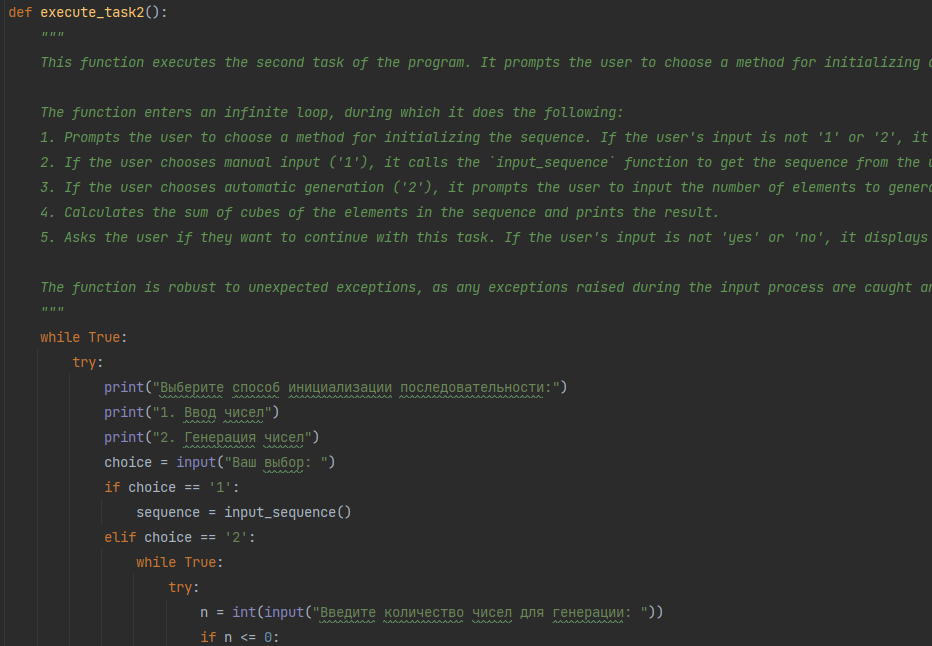 def execute_task2():
"""
This function executes the second task of the program. It prompts the user to choose a method for initializing
The function enters an infinite loop, during which it does the following:
1. Prompts the user to choose a method for initializing the sequence. If the user's input is not '1' or '2', it
2. If the user chooses manual input ('1'), it calls the `input_sequence` function to get the sequence from the
3. If the user chooses automatic generation ('2'), it prompts the user to input the number of elements to
4. Calculates the sum of cubes of the elements in the sequence and prints the result.
5. Asks the user if they want to continue with this task. If the user's input is not 'yes' or 'no', it displays
The function is robust to unexpected exceptions, as any exceptions raised during the input process are caught
"""
while True:
try:
print("Выберите способ инициализации последовательности:")
print("1. Ввод чисел")
print("2. Генерация чисел")
choice = input("Ваш выбор: ")
if choice == '1':
sequence = input_sequence()
elif choice == '2':
while True:
try:
n = int(input("Введите количество чисел для генерации: "))
if n <= 0: